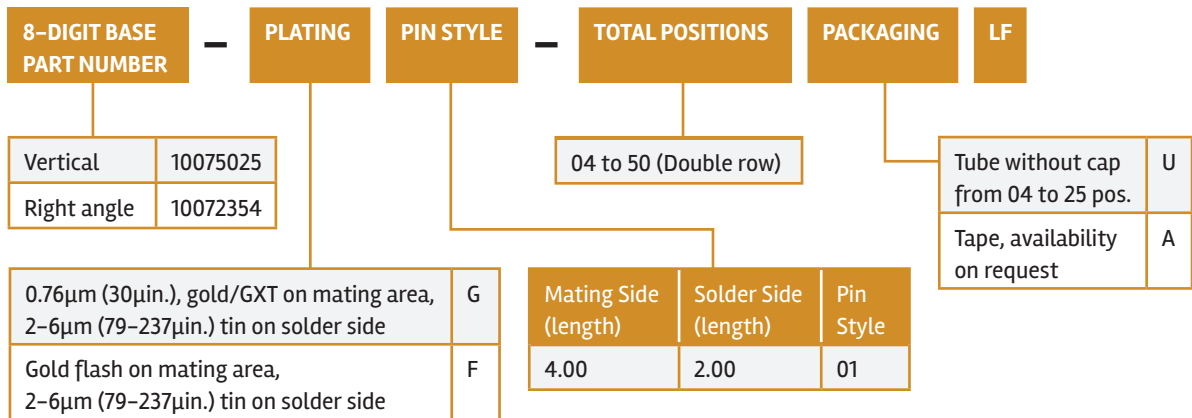 8–DIGIT BASE
PART NUMBER
–
PLATING
PIN STYLE
–
TOTAL POSITIONS
PACKAGING
LF
Vertical 10075025
Right angle 10072354
04 to 50 (Double row)
Tube without cap
from 04 to 25 pos.
U
Tape, availability
on request
A
0.76µm (30µin.), gold/GXT on mating area,
2–6µm (79–237µin.) tin on solder side
G
Gold flash on mating area,
2–6µm (79–237µin.) tin on solder side
F
Mating Side
(length)
Solder Side
(length)
Pin
Style
4.00 2.00 01